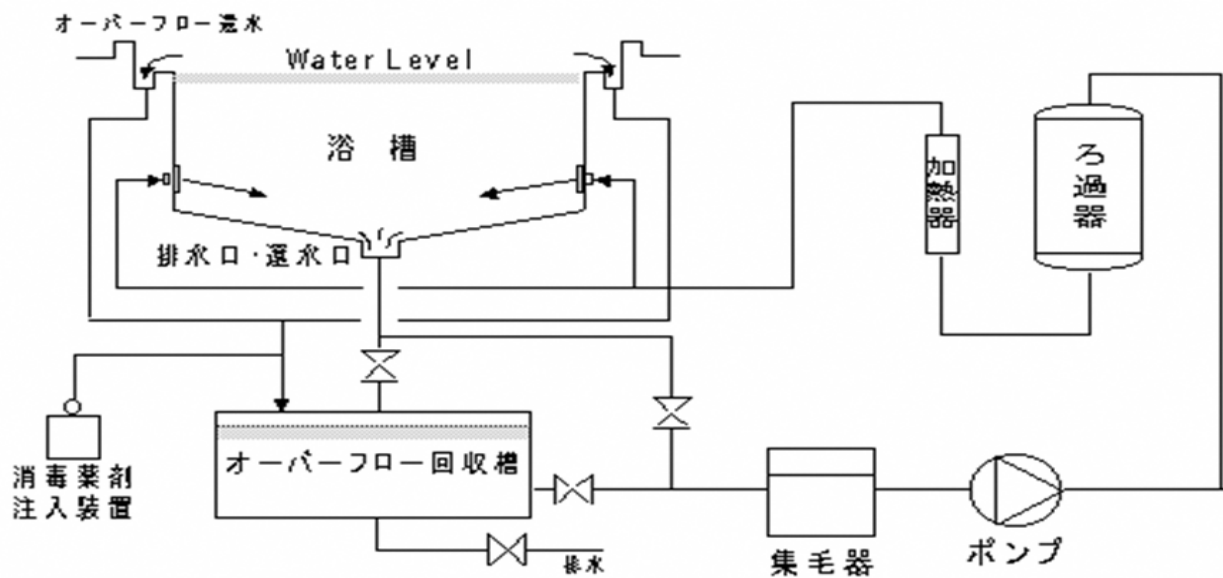 オーバーフロー還水
Water Level
浴槽
加熱器
ろ過器
排水口・還水口
オーバーフロー回収槽
消毒薬剤
注入装置
排水
集毛器
ポンプ